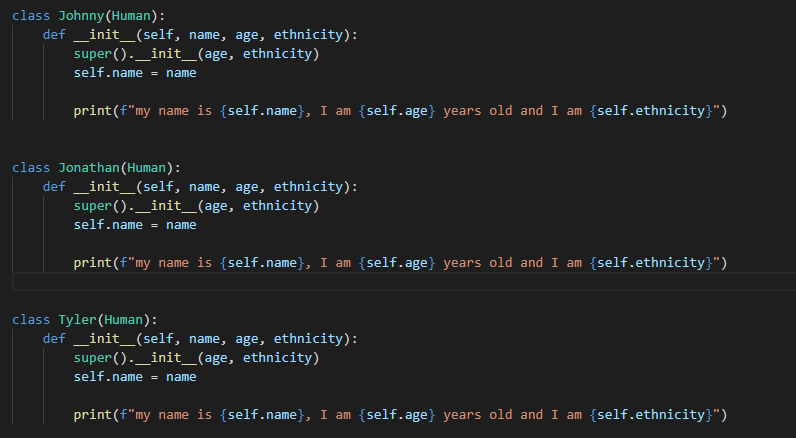 class Johnny(Human):
    def __init__(self, name, age, ethnicity):
        super().__init__(age, ethnicity)
        self.name = name
        print(f"my name is {self.name}, I am {self.age} years old and I am {self.ethnicity}")
class Jonathan(Human):
    def __init__(self, name, age, ethnicity):
        super().__init__(age, ethnicity)
        self.name = name
        print(f"my name is {self.name}, I am {self.age} years old and I am {self.ethnicity}")
class Tyler(Human):
    def __init__(self, name, age, ethnicity):
        super().__init__(age, ethnicity)
        self.name = name
        print(f"my name is {self.name}, I am {self.age} years old and I am {self.ethnicity}")